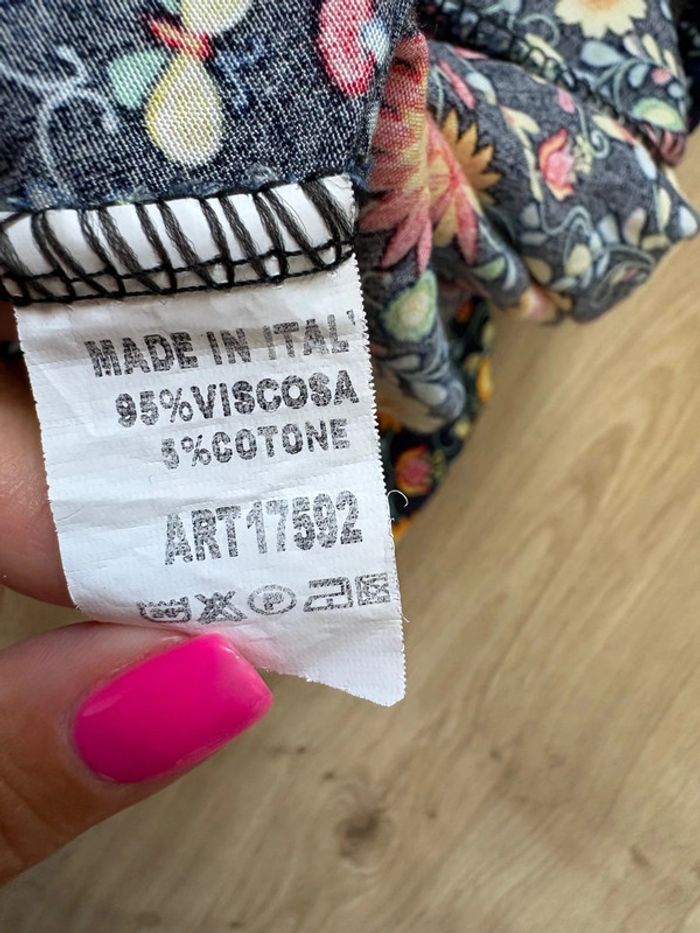 MADE IN ITAL
95%VISCOSA
5%COTONE
ART17592
P